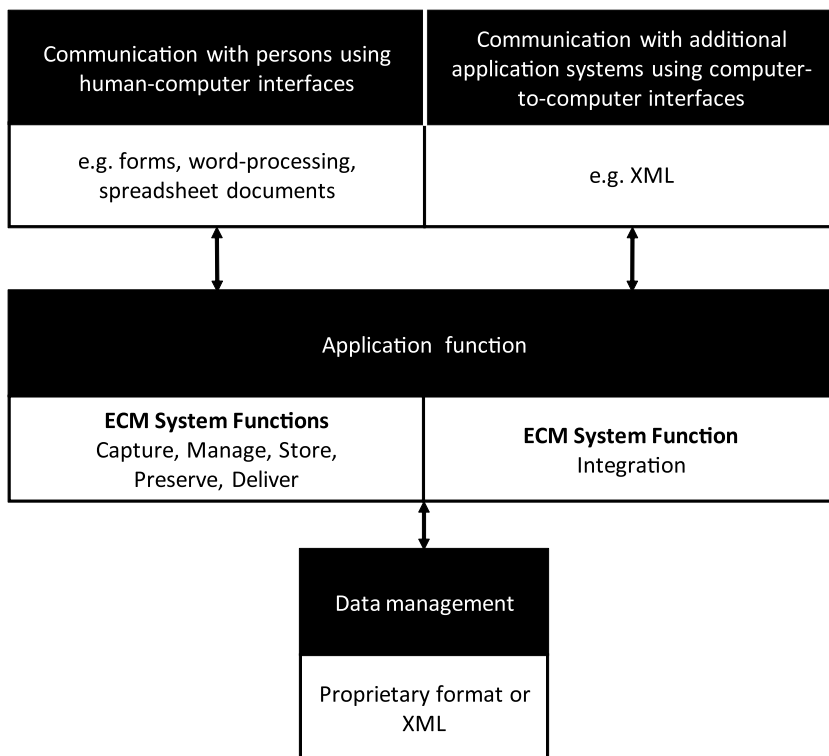 Communication with persons using
human-computer interfaces
Communication with additional
application systems using computer-
to-computer interfaces
e.g. forms, word-processing,
spreadsheet documents
e.g. XML
Application function
ECM System Functions
Capture, Manage, Store,
Preserve, Deliver
ECM System Function
Integration
Data management
Proprietary format or
XML